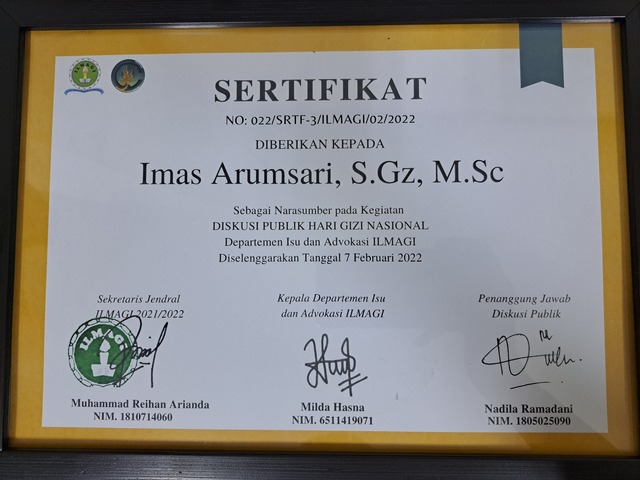 SERTIFIKAT
NO: 022/SRTF-3/ILMAGI/02/2022
DIBERIKAN KEPADA
Imas Arumsari, S.Gz, M.Sc
Sebagai Narasumber pada Kegiatan
DISKUSI PUBLIK HARI GIZI NASIONAL
Departemen Isu dan Advokasi ILMAGI
Diselenggarakan Tanggal 7 Februari 2022
Sekretaris Jendral
ILMAGI 2021/2022
ILMAGI
Muhammad Reihan Arianda
NIM. 1810714060
Kepala Departemen Isu
dan Advokasi ILMAGI
Milda Hasna
NIM. 6511419071
Penanggung Jawab
Diskusi Publik
Nadila Ramadani
NIM. 1805025090